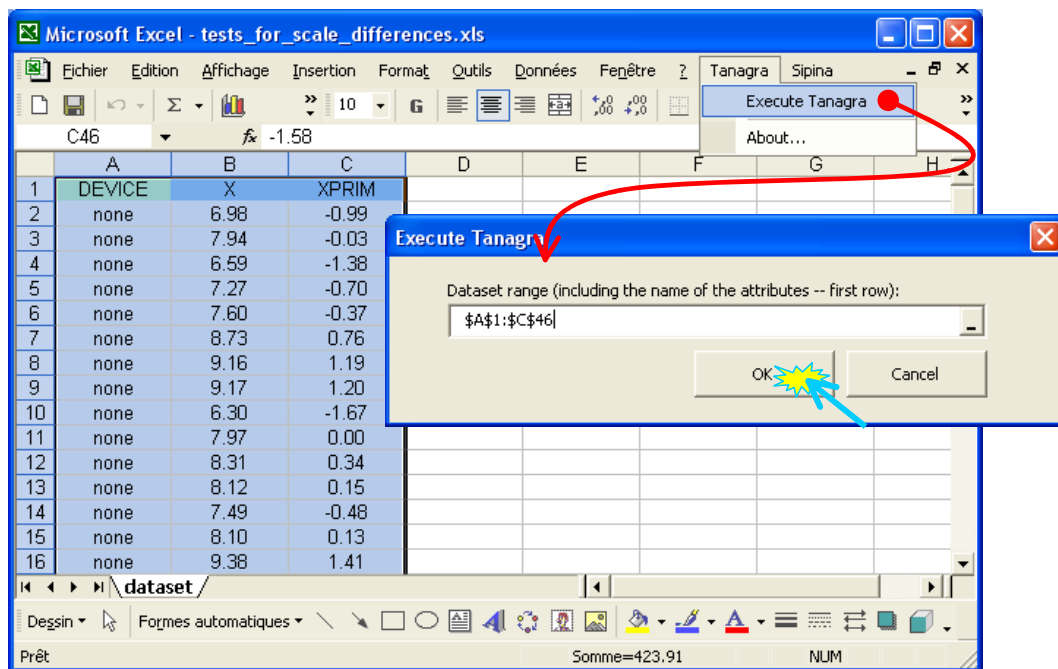 Microsoft Excel - tests_for_scale_differences.xls
Fichier Edition Affichage Insertion Format Outils Données Fenêtre ? Tanagra Sipina
10 G
Execute Tanagra
About...
C46 fx -1.58
A B C D E F G H
1 DEVICE X XPRIM
2 none 6.98 -0.99
3 none 7.94 -0.03
4 none 6.59 -1.38
5 none 7.27 -0.70
6 none 7.60 -0.37
7 none 8.73 0.76
8 none 9.16 1.19
9 none 9.17 1.20
10 none 6.30 -1.67
11 none 7.97 0.00
12 none 8.31 0.34
13 none 8.12 0.15
14 none 7.49 -0.48
15 none 8.10 0.13
16 none 9.38 1.41
Execute Tanagra
Dataset range (including the name of the attributes -- first row):
$A$1:$C$46
OK Cancel
dataset
Dessin Formes automatiques
Prêt Somme=423.91 NUM